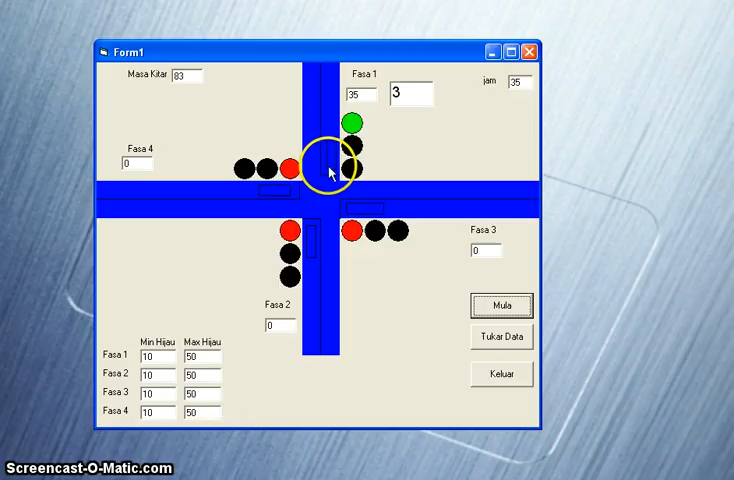 Form1
Masa Kitar 83
Fasa 1
35
3
jam 35
Fasa 4
0
Fasa 3
0
Fasa 2
0
Mula
Tukar Data
Keluar
Min Hijau Max Hijau
Fasa 1 10 50
Fasa 2 10 50
Fasa 3 10 50
Fasa 4 10 50
Screencast-O-Matic.com